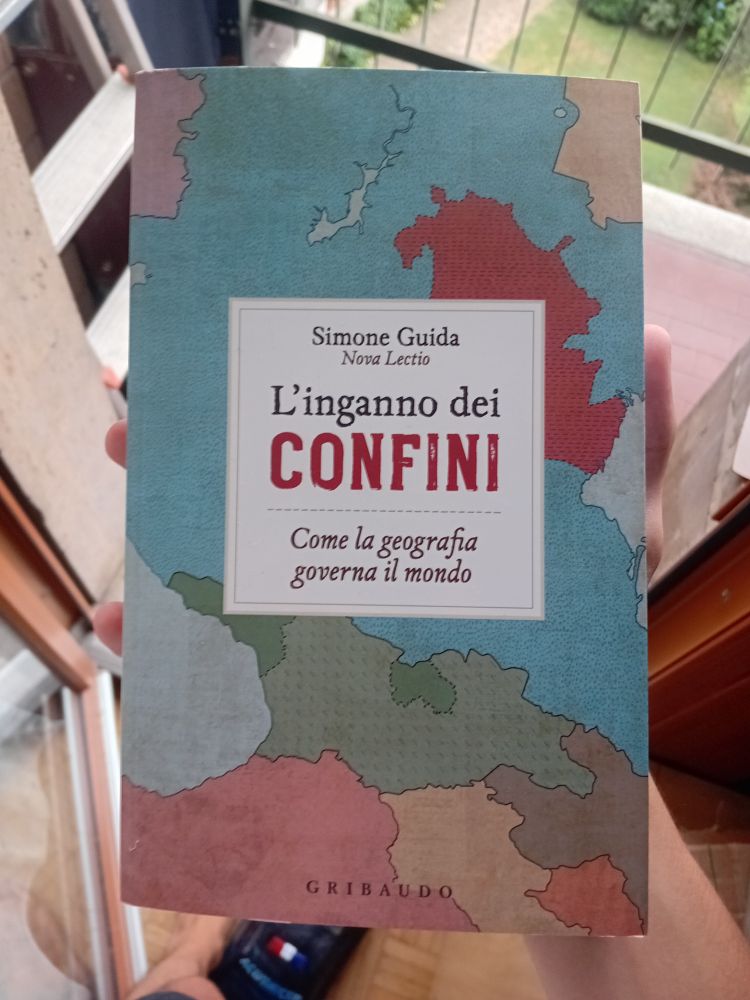 Simone Guida
Nova Lectio
L'inganno dei
CONFINI
Come la geografia
governa il mondo
GRIBAUDO